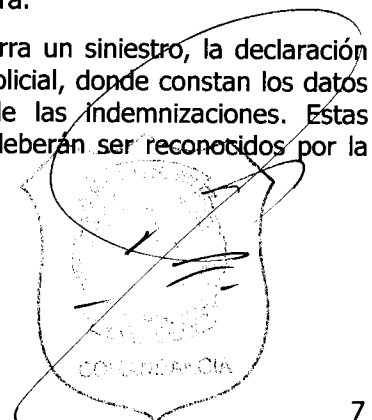 ra.
rra un siniestro, la declaración
olicial, donde constan los datos
de las indemnizaciones. Estas
deberán ser reconocidos por la
COMANDANCIA
7